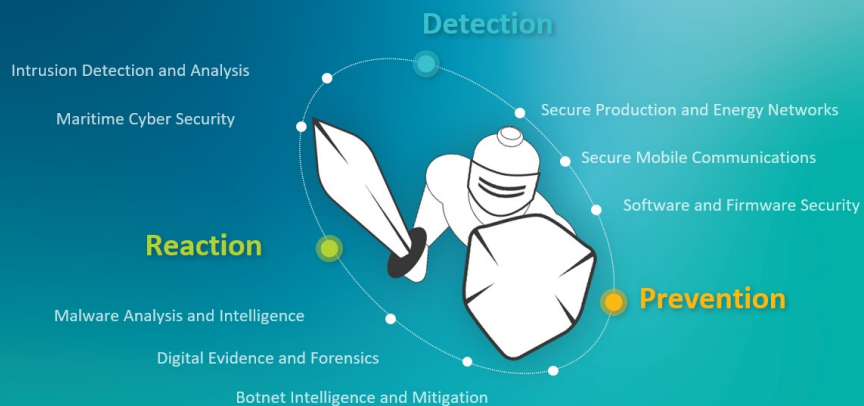 Detection
Intrusion Detection and Analysis
Maritime Cyber Security
Secure Production and Energy Networks
Secure Mobile Communications
Software and Firmware Security
Reaction
Prevention
Malware Analysis and Intelligence
Digital Evidence and Forensics
Botnet Intelligence and Mitigation